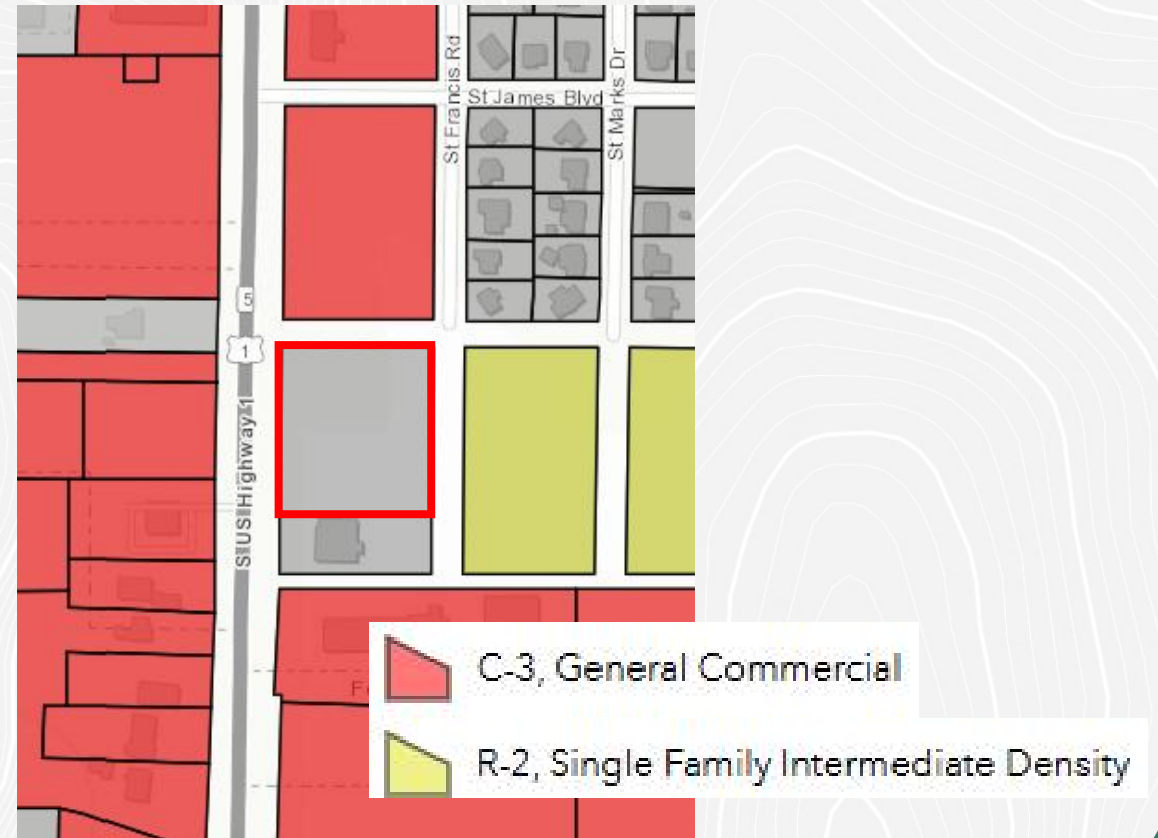 St Francis Rd
St James Blvd
St Marks Dr
5
1
S US Highway 1
C-3, General Commercial
R-2, Single Family Intermediate Density